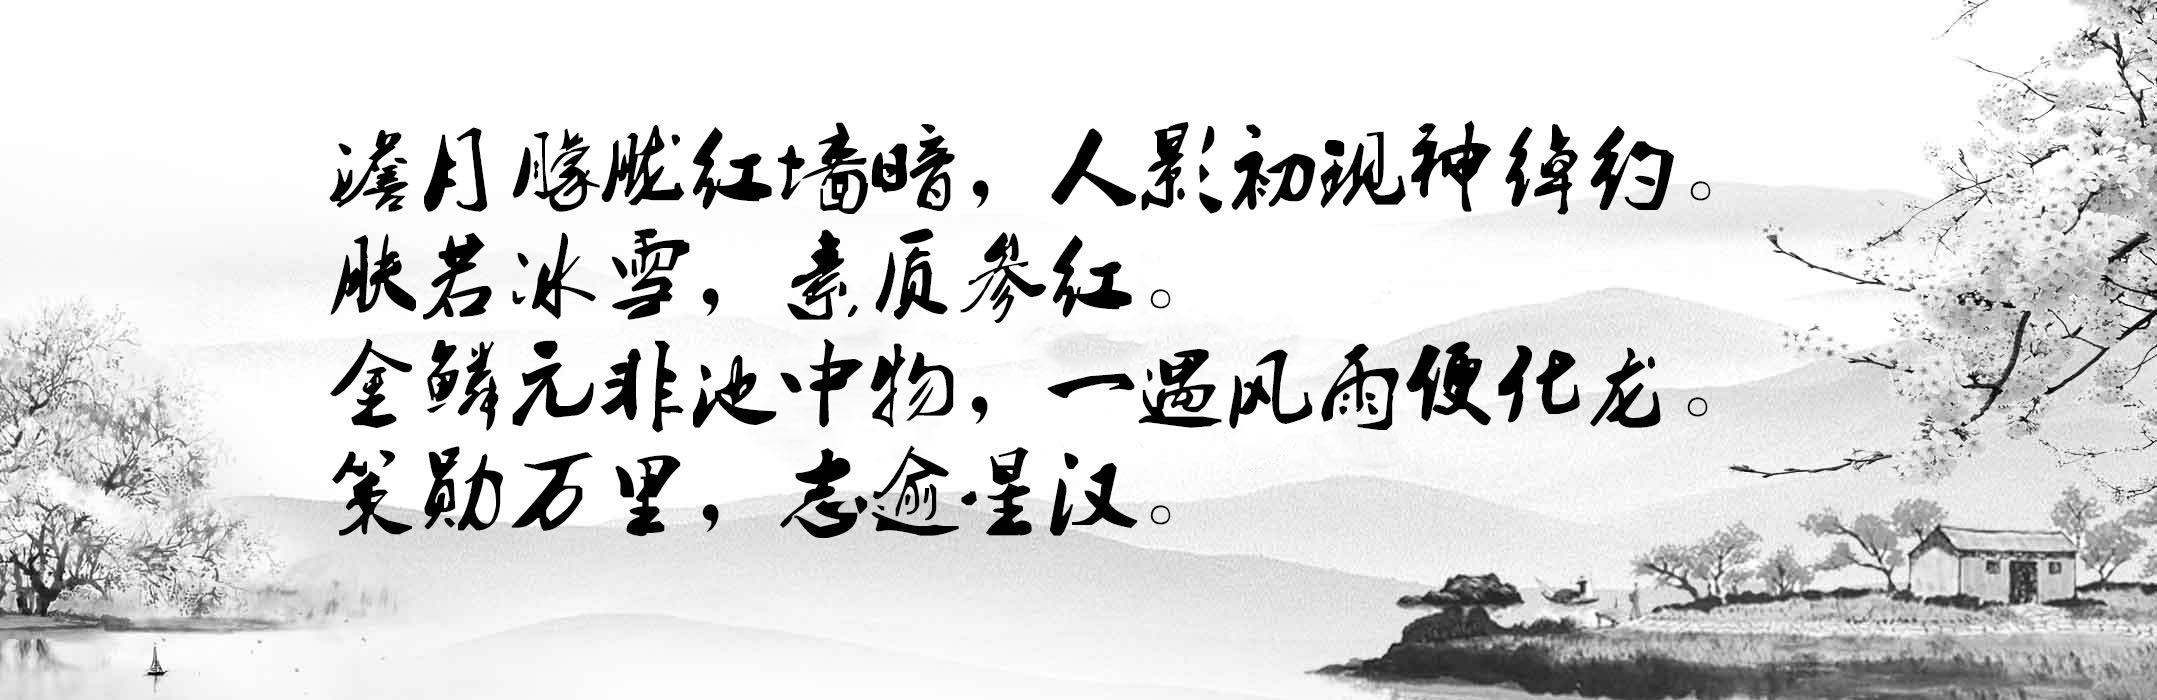 澹月朦胧红墙暗，人影初现神绰约。
肤若冰雪，素质参红。
金鳞元非池中物，一遇风雨便化龙。
策勋万里，志逾星汉。